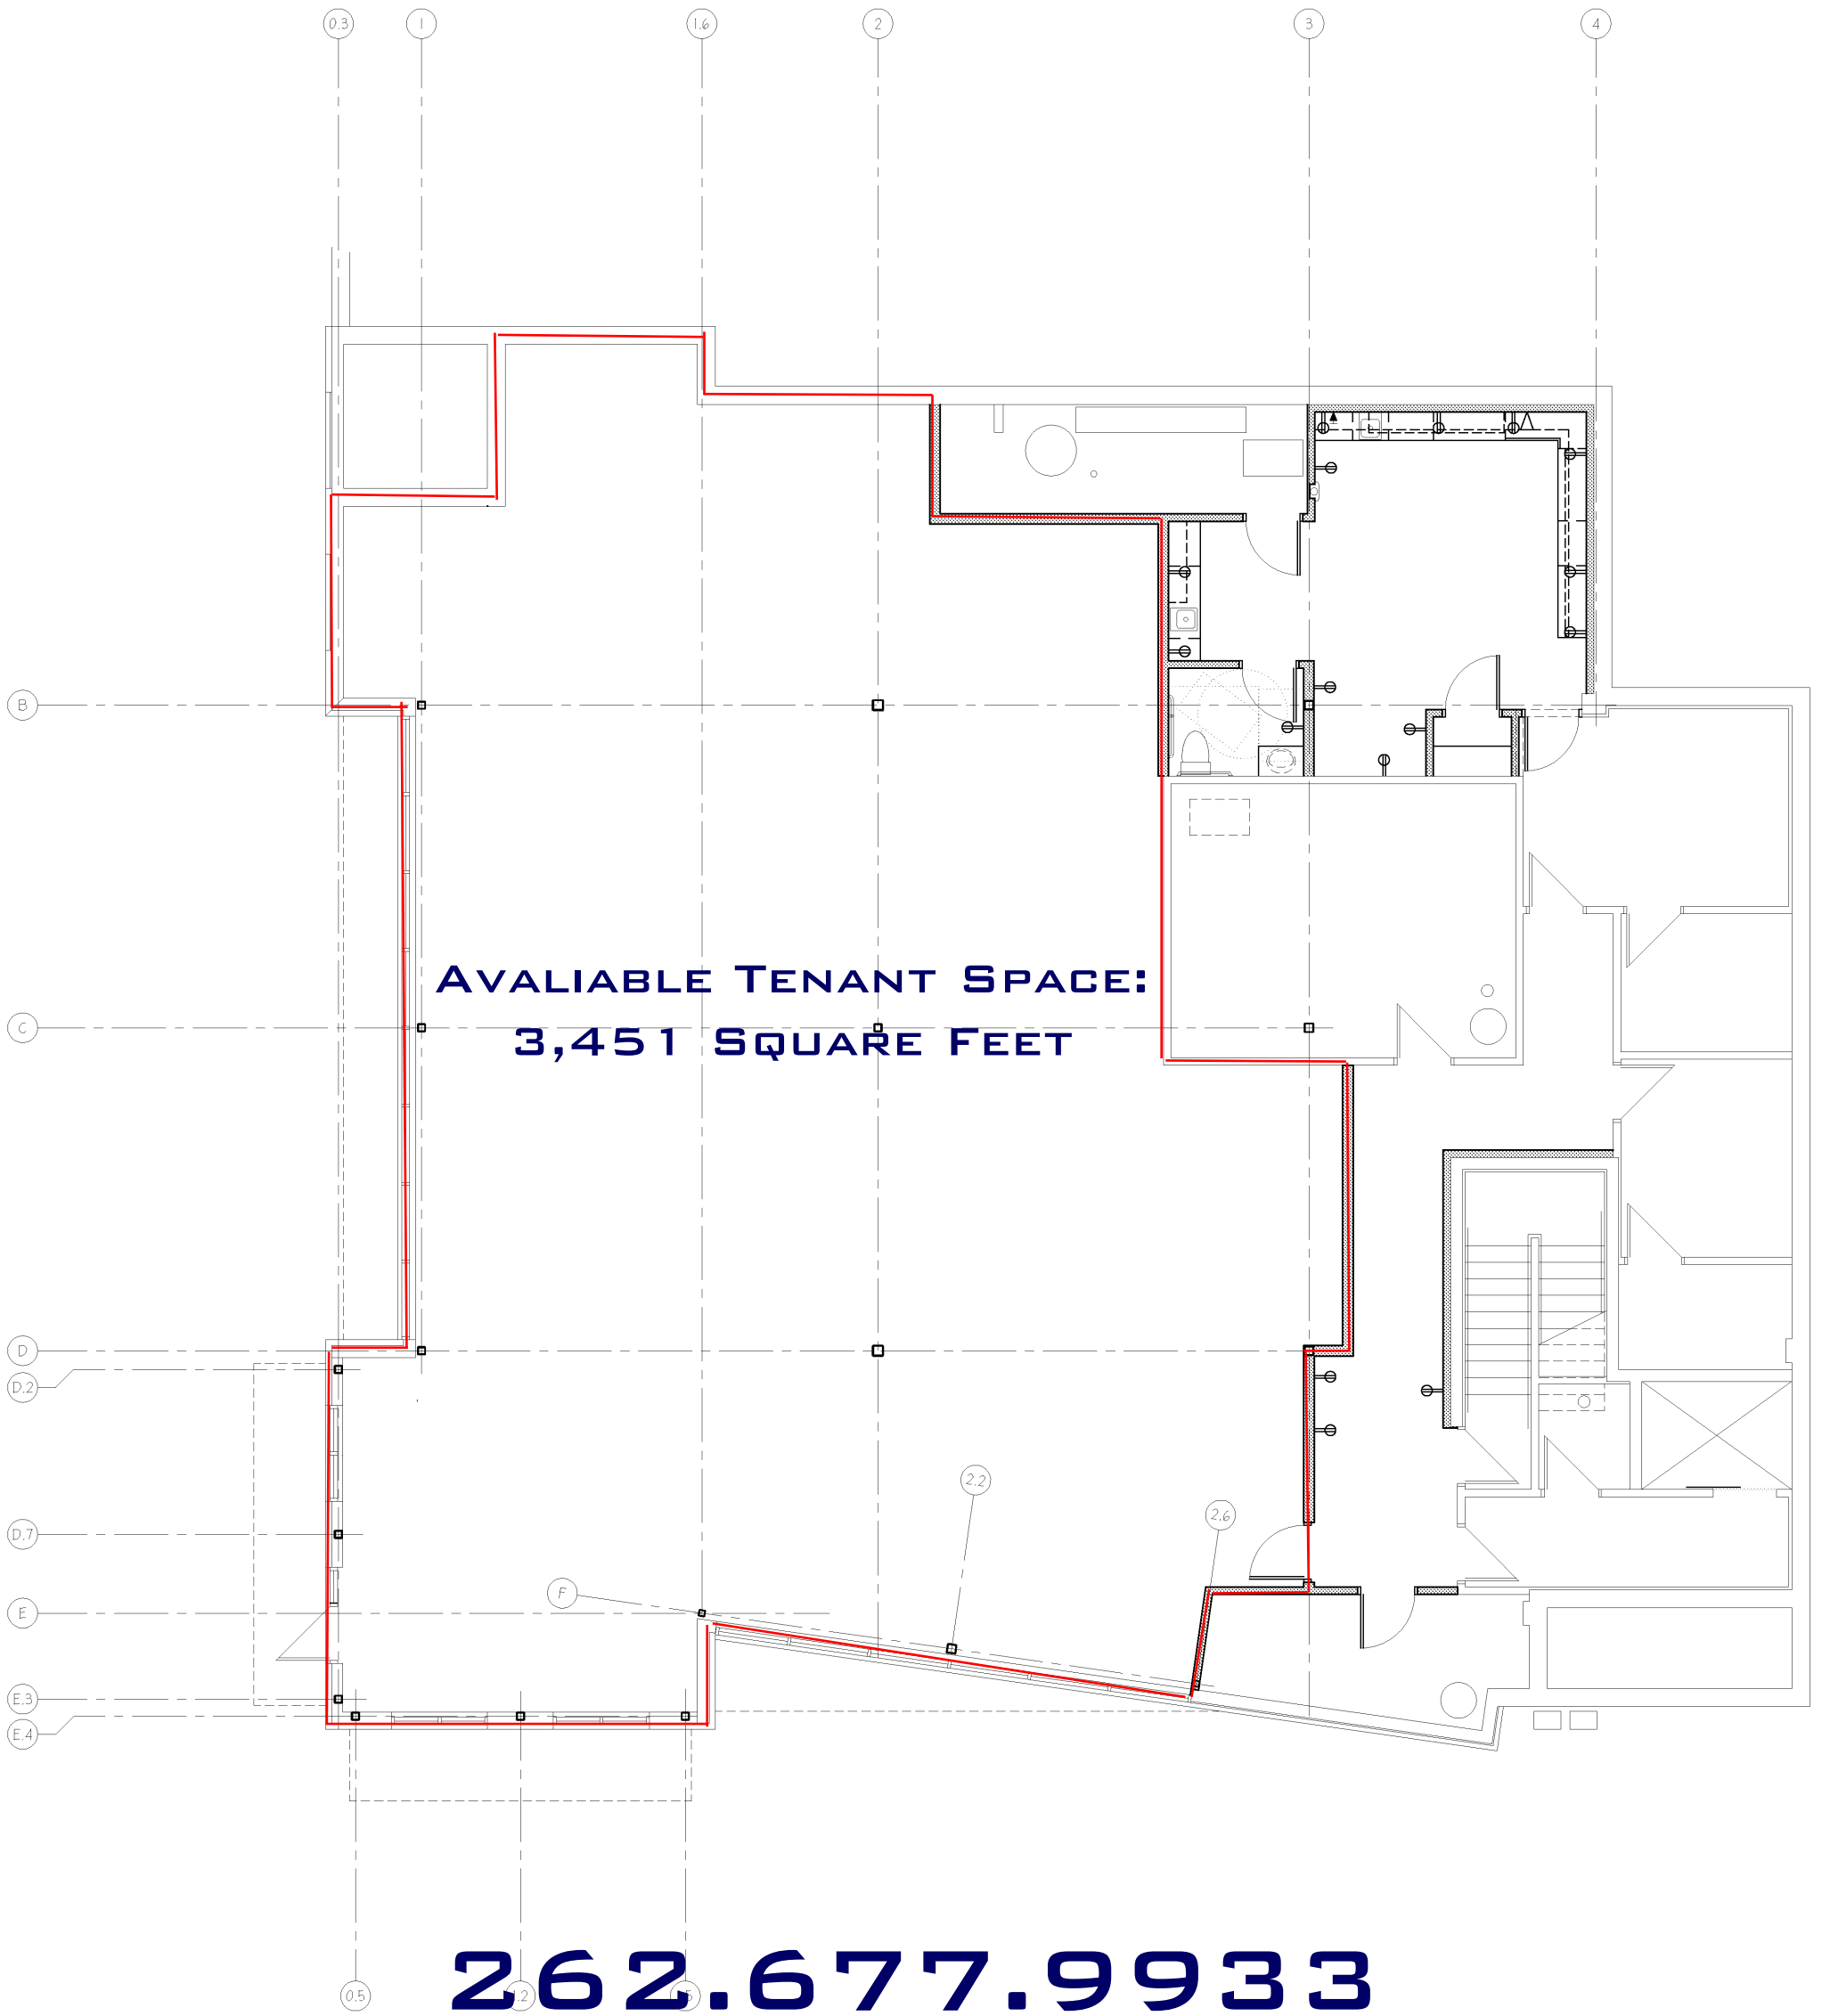 0.3 1 1.6 2 3 4
B
Avaliable Tenant Space:
C
3,451 Square Feet
D
D.2
2.2
2.6
D.7
F
E
E.3
E.4
262.677.9933
0.5